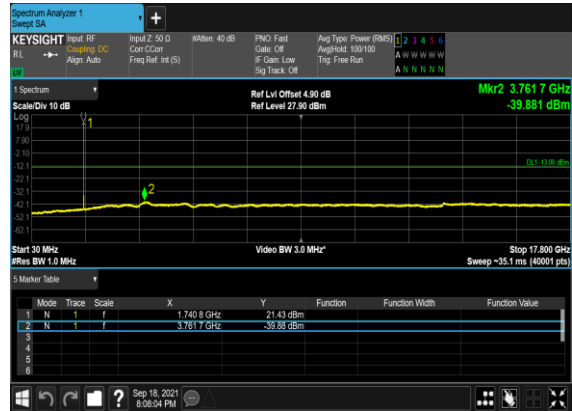 Spectrum Analyzer 1
Swept SA
+
KEYSIGHT Input: RF Input Z: 50 Ω #Atten: 40 dB PNO: Fast Avg Type: Power (RMS) 1 2 3 4 5 6
RL Coupling: DC Corr CCorr Gate: Off Avg|Hold: 100/100 A W W W W W
Align: Auto Freq Ref: Int (S) IF Gain: Low Trig: Free Run
Sig Track: Off A N N N N N
1 Spectrum Ref Lvl Offset 4.90 dB Mkr2 3.761 7 GHz
Scale/Div 10 dB Ref Level 27.90 dBm -39.881 dBm
Log
17.9
7.90
-2.10
-12.1
-22.1
-32.1
-42.1
-52.1
-62.1
1
2
DL1 -13.00 dBm
Start 30 MHz Video BW 3.0 MHz* Stop 17.800 GHz
#Res BW 1.0 MHz Sweep ~35.1 ms (40001 pts)
5 Marker Table
Mode Trace Scale X Y Function Function Width Function Value
1 N 1 f 1.740 8 GHz 21.43 dBm
2 N 1 f 3.761 7 GHz -39.88 dBm
3
4
5
6
? Sep 18, 2021
8:08:04 PM